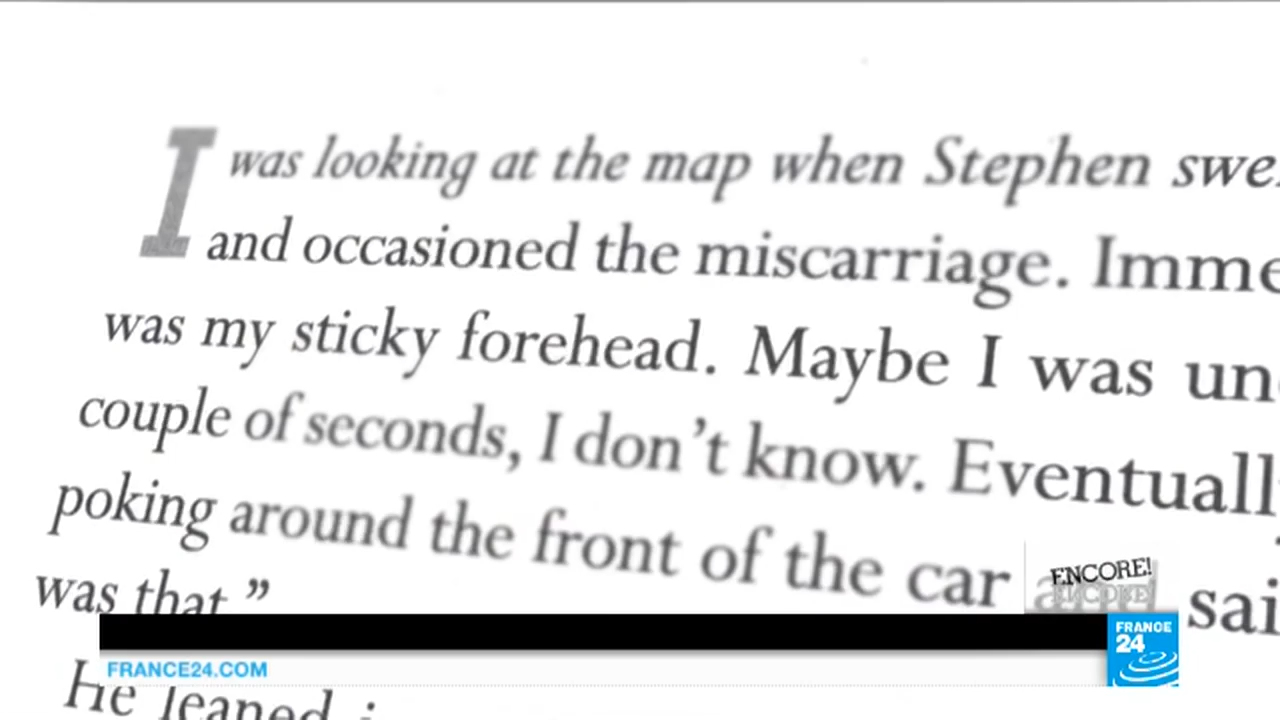 I was looking at the map when Stephen swe
and occasioned the miscarriage. Imme
was my sticky forehead. Maybe I was un
couple of seconds, I don't know. Eventually
poking around the front of the car and sai
was that."
He leaned i
ENCORE!
FRANCE
24
FRANCE24.COM